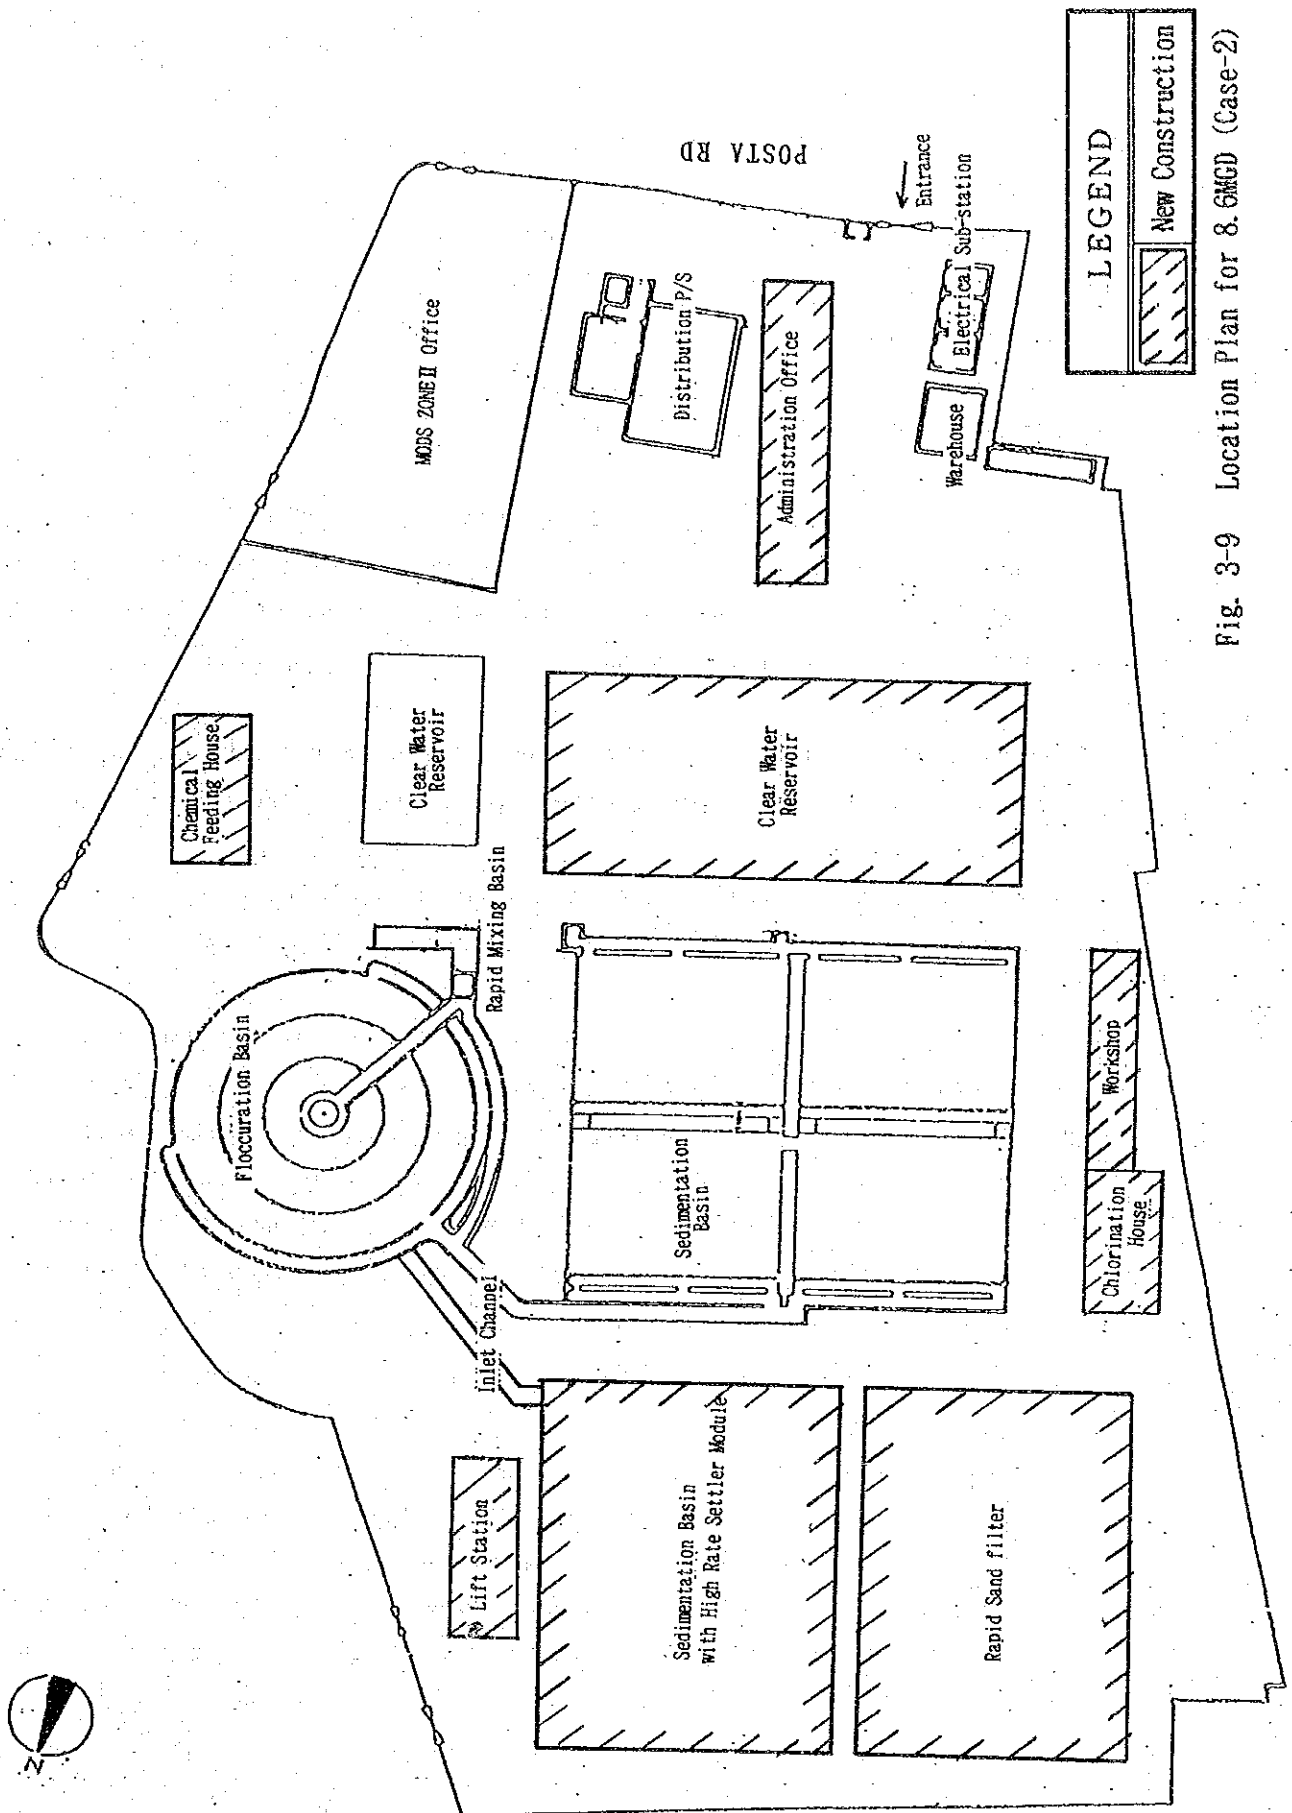 POSTA RD
Entrance
Electrical Sub-station
Warehouse
MODS ZONE II Office
Distribution P/S
Administration Office
Chemical
Feeding House
Clear Water
Reservoir
Clear Water
Reservoir
Rapid Mixing Basin
Floccuration Basin
Sedimentation
Basin
Inlet Channel
Workshop
Chlorination
House
Lift Station
Sedimentation Basin
with High Rate Settler Module
Rapid Sand filter
N
LEGEND
New Construction
Fig. 3-9 Location Plan for 8.6MGD (Case-2)